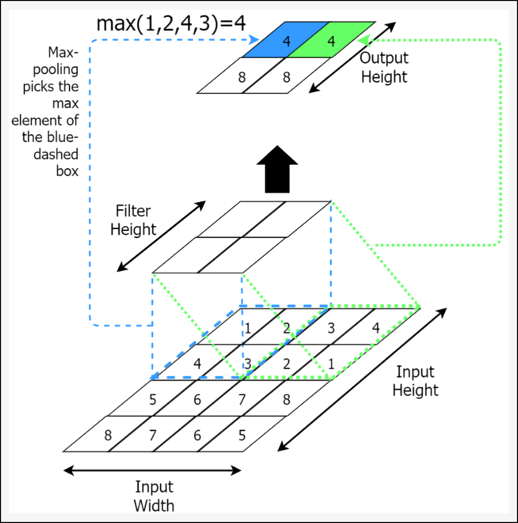 max(1,2,4,3)=4
Max-
pooling
picks the
max
element of
the blue-
dashed
box
4 4
8 8
Output
Height
Filter
Height
1 2 3 4
4 3 2 1
5 6 7 8
8 7 6 5
Input
Height
Input
Width